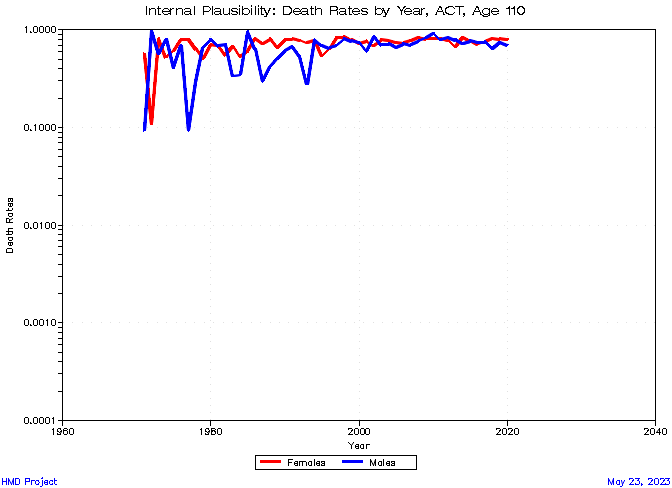 Internal Plausibility: Death Rates by Year, ACT, Age 110
1.0000
0.1000
0.0100
0.0010
0.0001
Death Rates
1960 1980 2000 2020 2040
Year
Females Males
HMD Project May 23, 2023